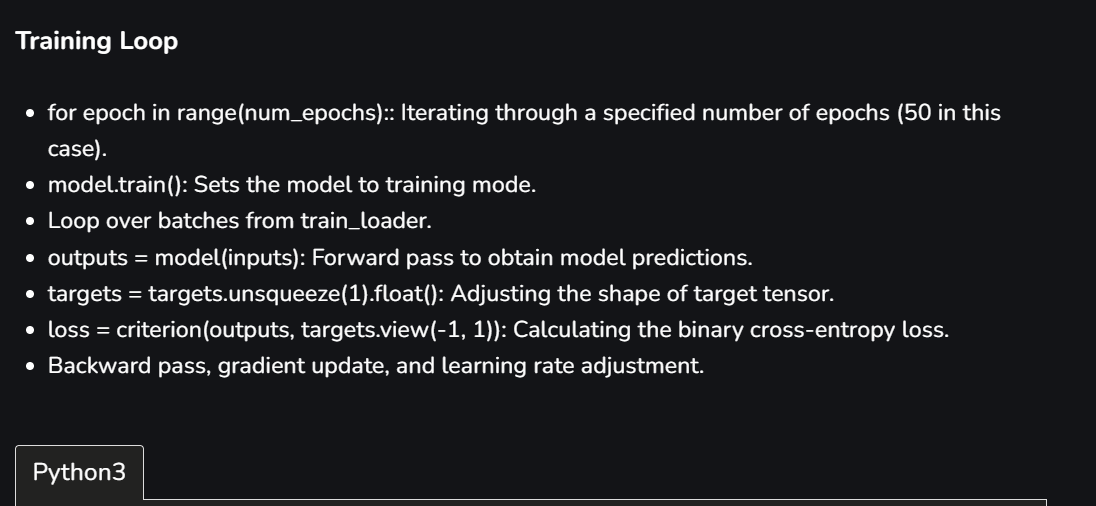 Training Loop
for epoch in range(num_epochs):: Iterating through a specified number of epochs (50 in this
case).
model.train(): Sets the model to training mode.
Loop over batches from train_loader.
outputs = model(inputs): Forward pass to obtain model predictions.
targets = targets.unsqueeze(1).float(): Adjusting the shape of target tensor.
loss = criterion(outputs, targets.view(-1, 1)): Calculating the binary cross-entropy loss.
Backward pass, gradient update, and learning rate adjustment.
Python3